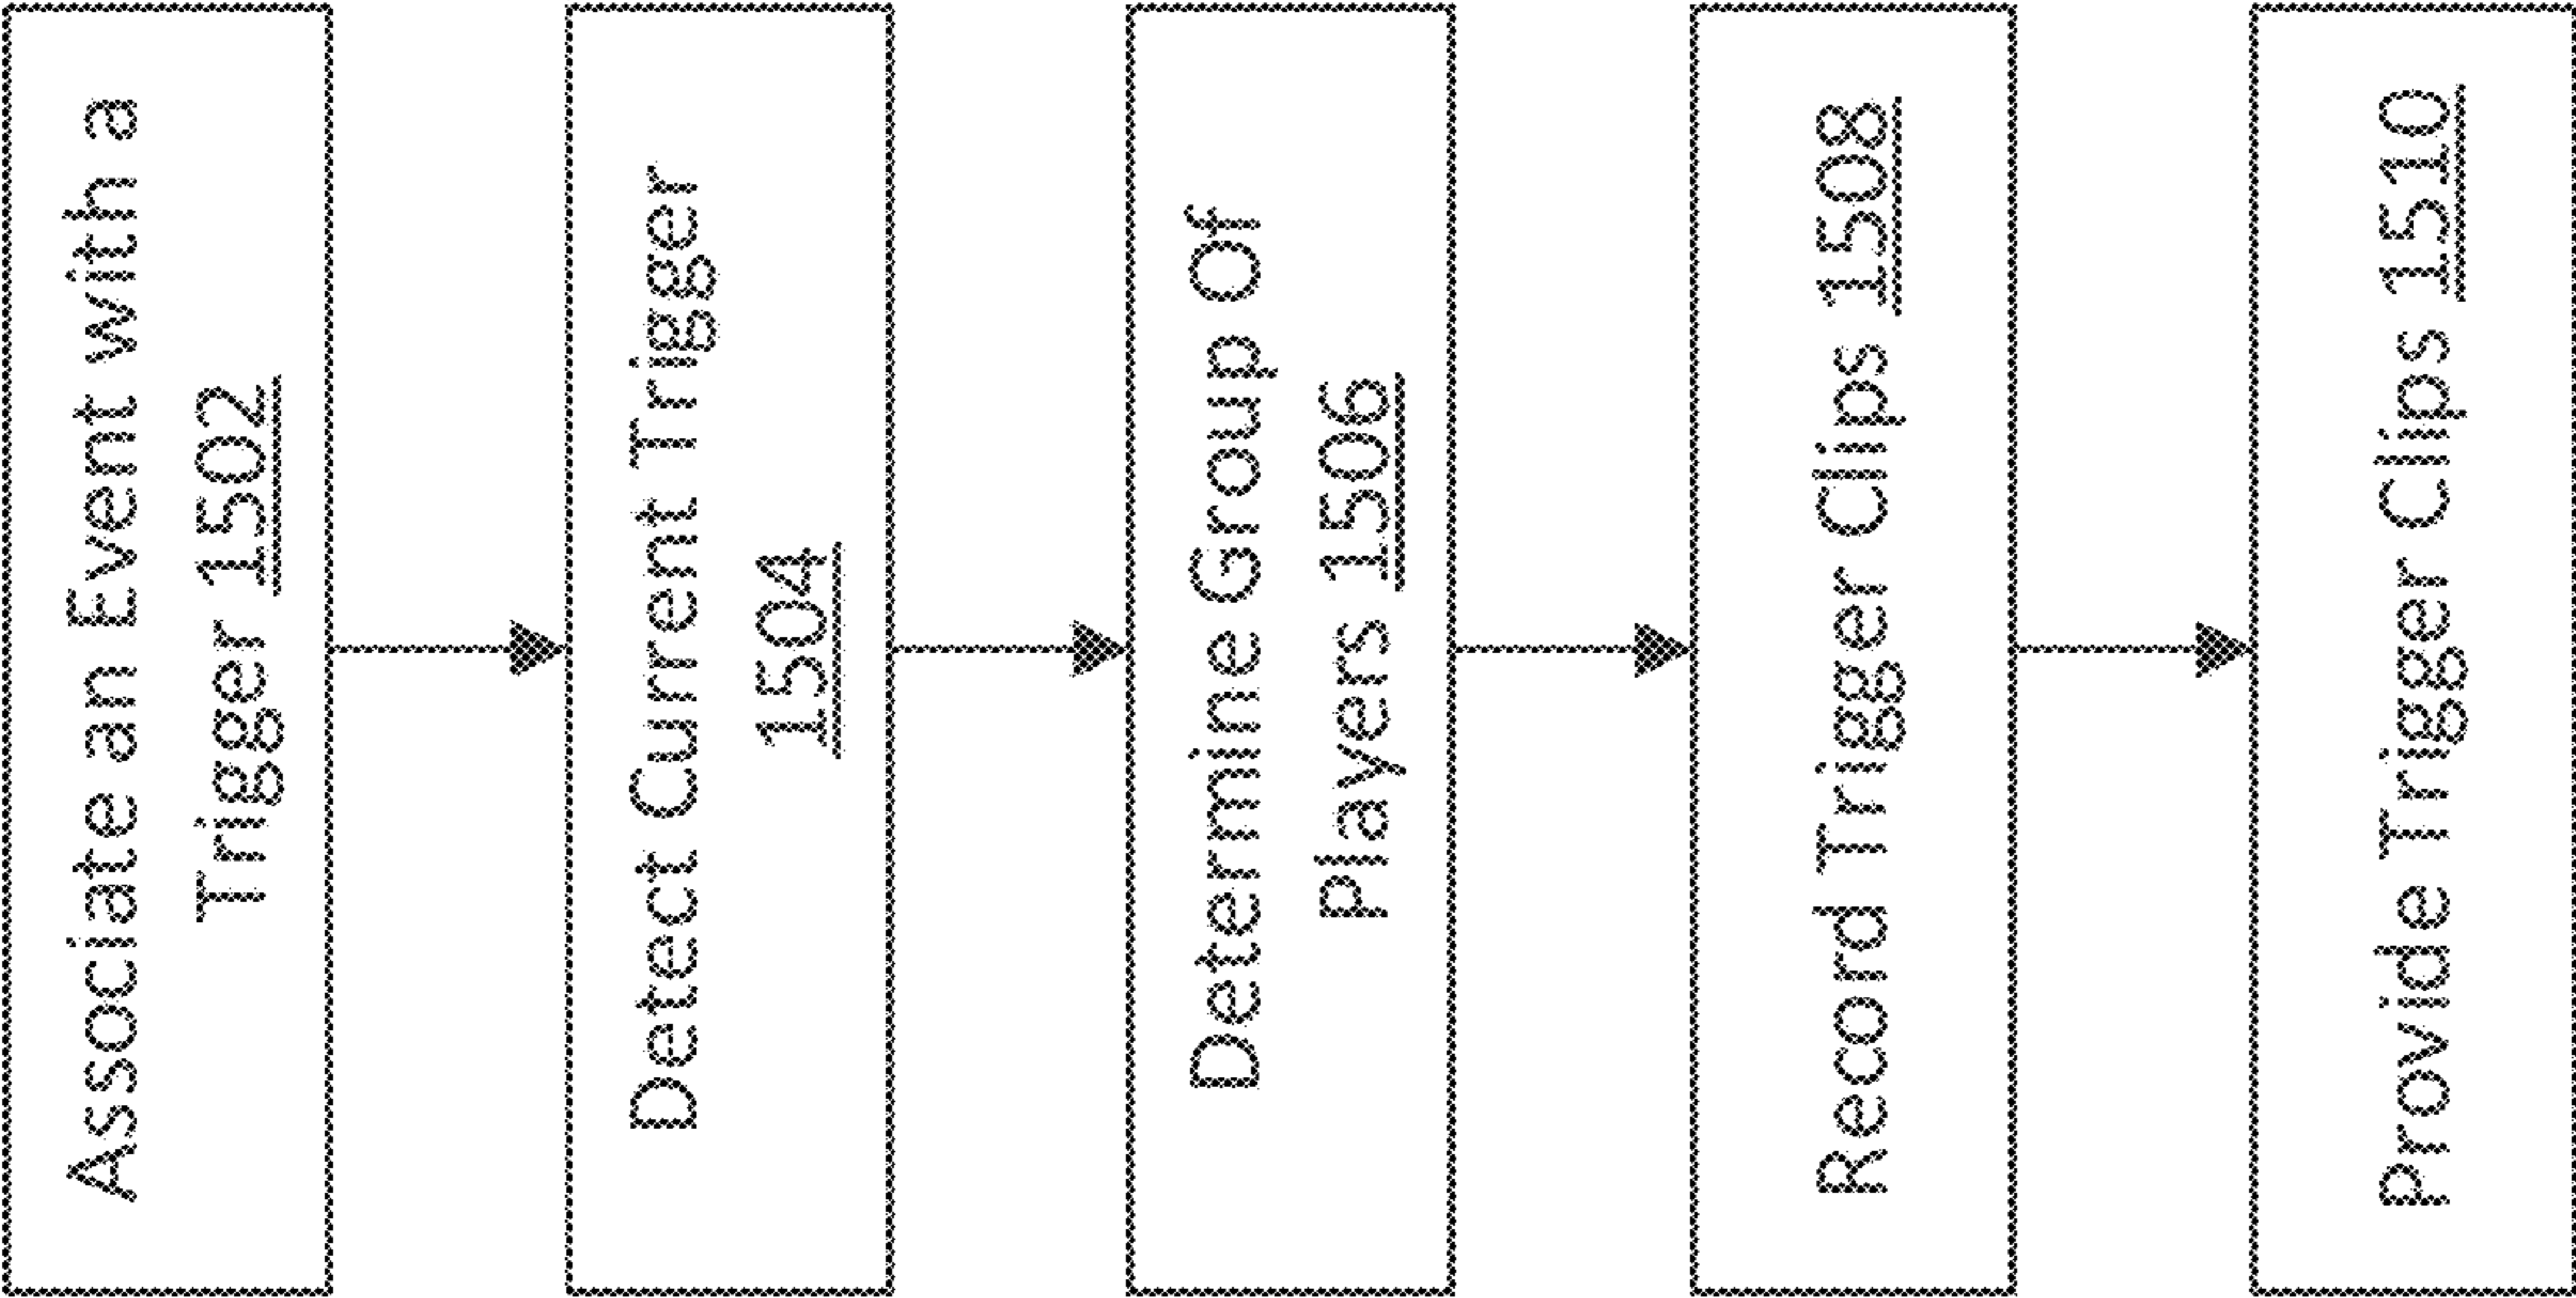 Associate an Event with a
Trigger 1502
Detect Current Trigger
1504
Determine Group Of
Players 1506
Record Trigger Clips 1508
Provide Trigger Clips 1510